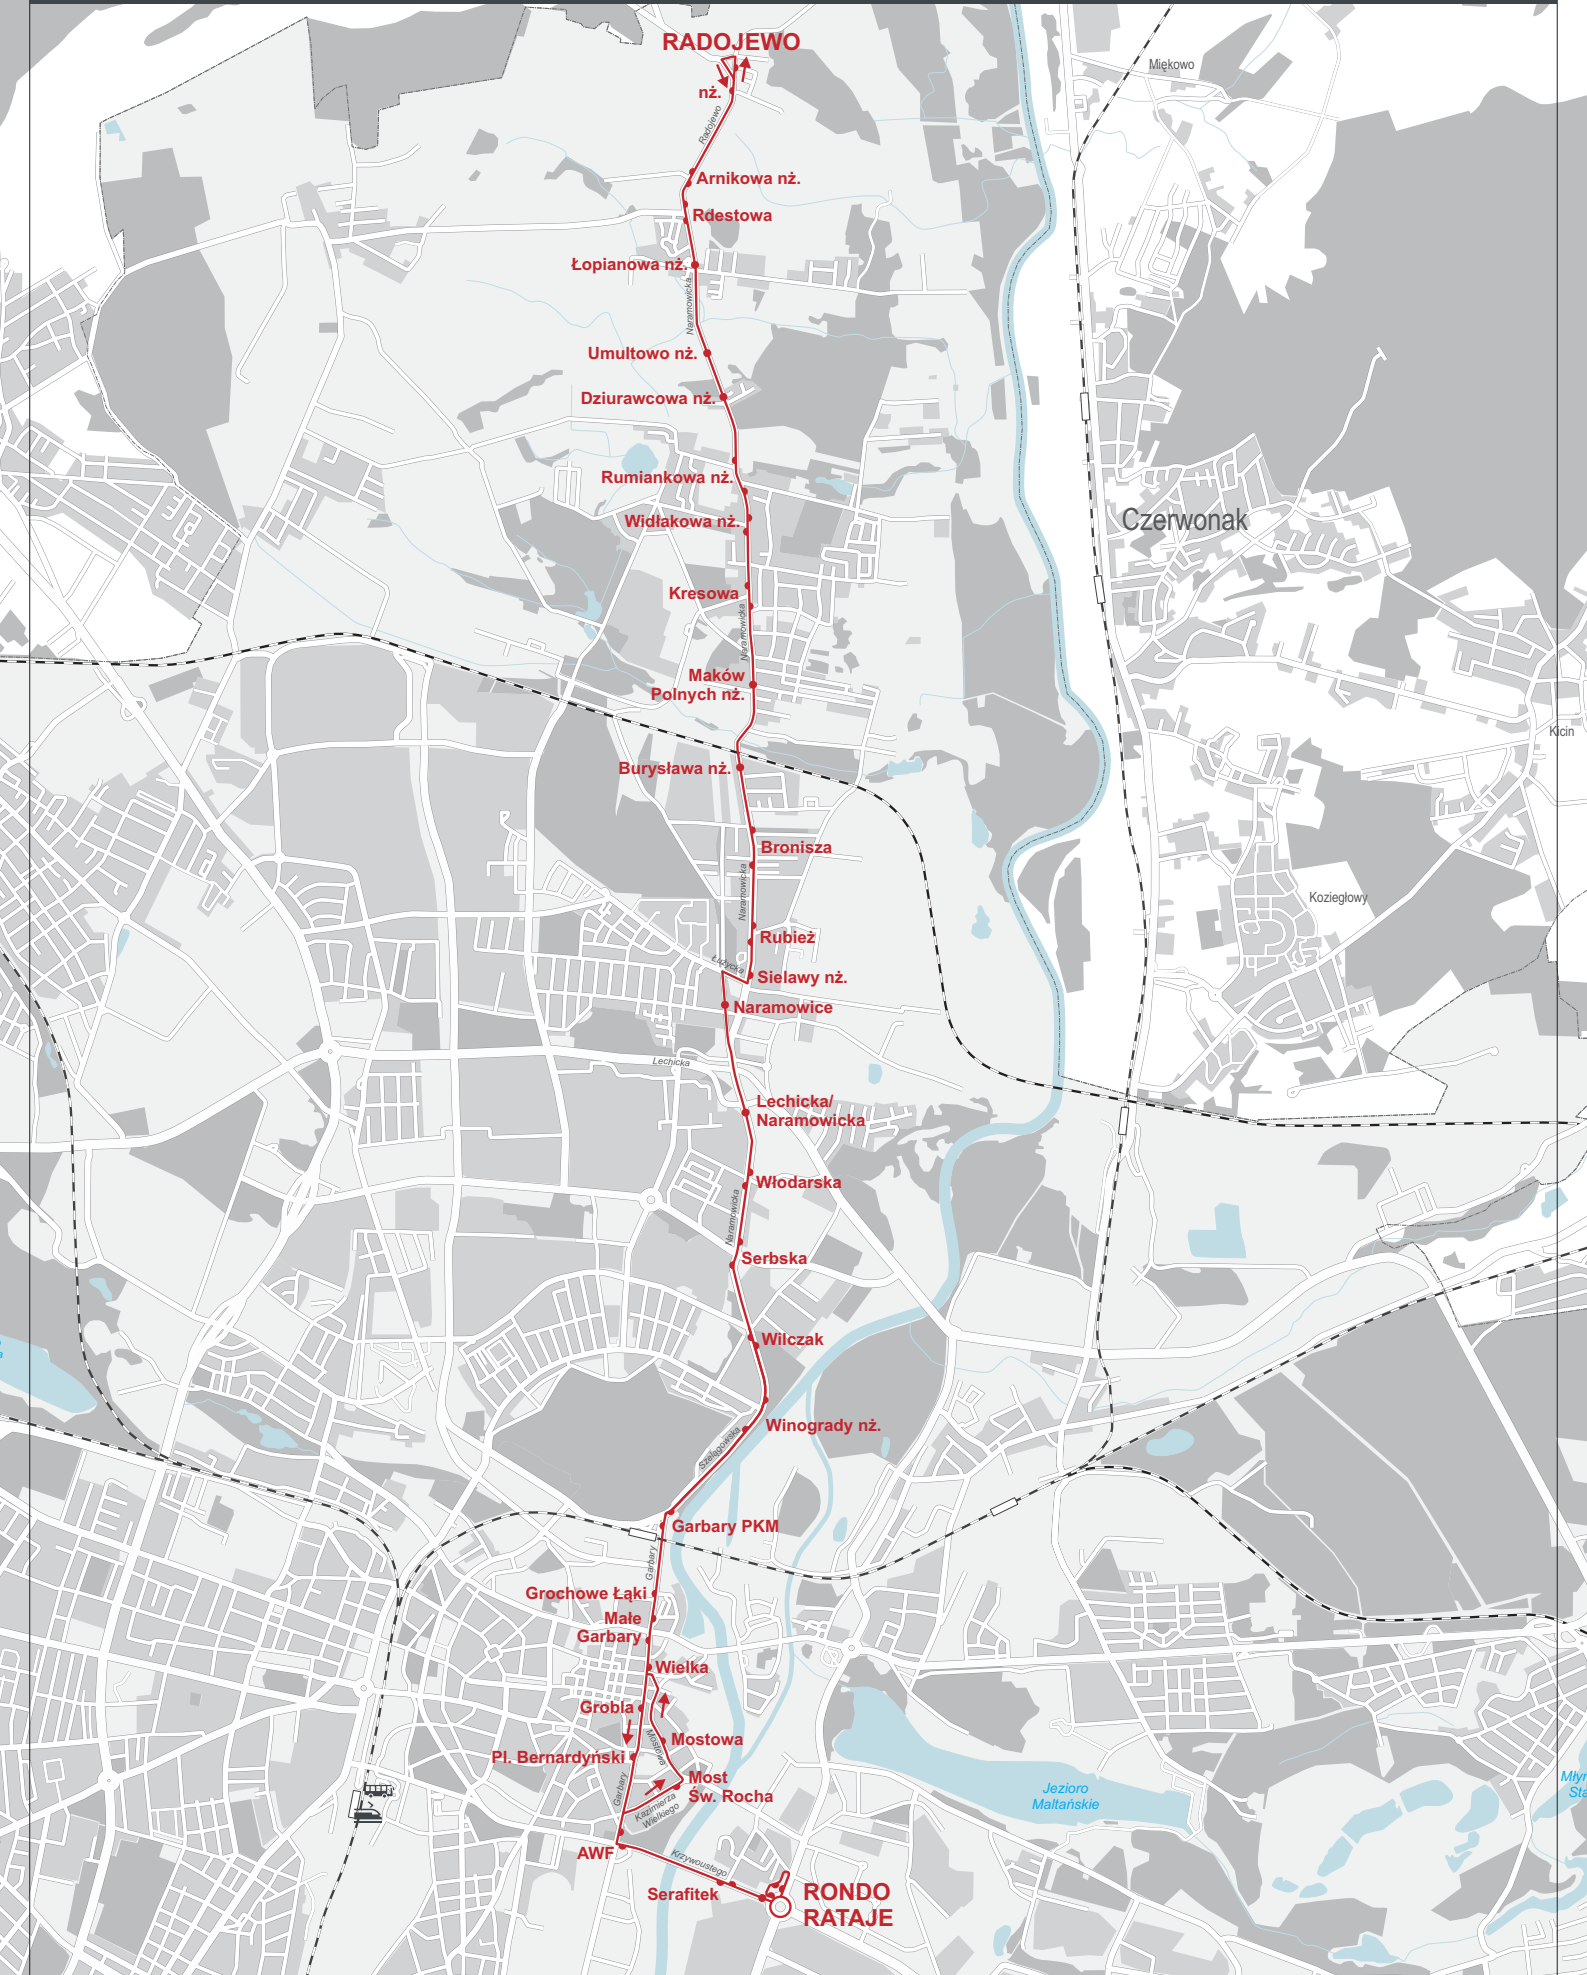 RADOJEWO
Miękowo
nż.
Radojewo
Arnikowa nż.
Rdestowa
Łopianowa nż.
Naramowicka
Umultowo nż.
Dziurawcowa nż.
Rumiankowa nż.
Widłakowa nż.
Czerwonak
Kresowa
Naramowicka
Maków
Polnych nż.
Kicin
Burysława nż.
Bronisza
Naramowicka
Koziegłowy
Rubież
Łużycka
Sielawy nż.
Naramowice
Lechicka
Lechicka/
Naramowicka
Włodarska
Naramowicka
Serbska
Wilczak
Winogrady nż.
Szelągowska
Garbary PKM
Garbary
Grochowe Łąki
Małe
Garbary
Wielka
Grobla
Mostowa
Mostowa
Pl. Bernardyński
Most
Św. Rocha
Garbary
Kazimierza
Wielkiego
Jezioro
Maltańskie
Młyń
Sta
AWF
Krzywoustego
Serafitek
RONDO
RATAJE